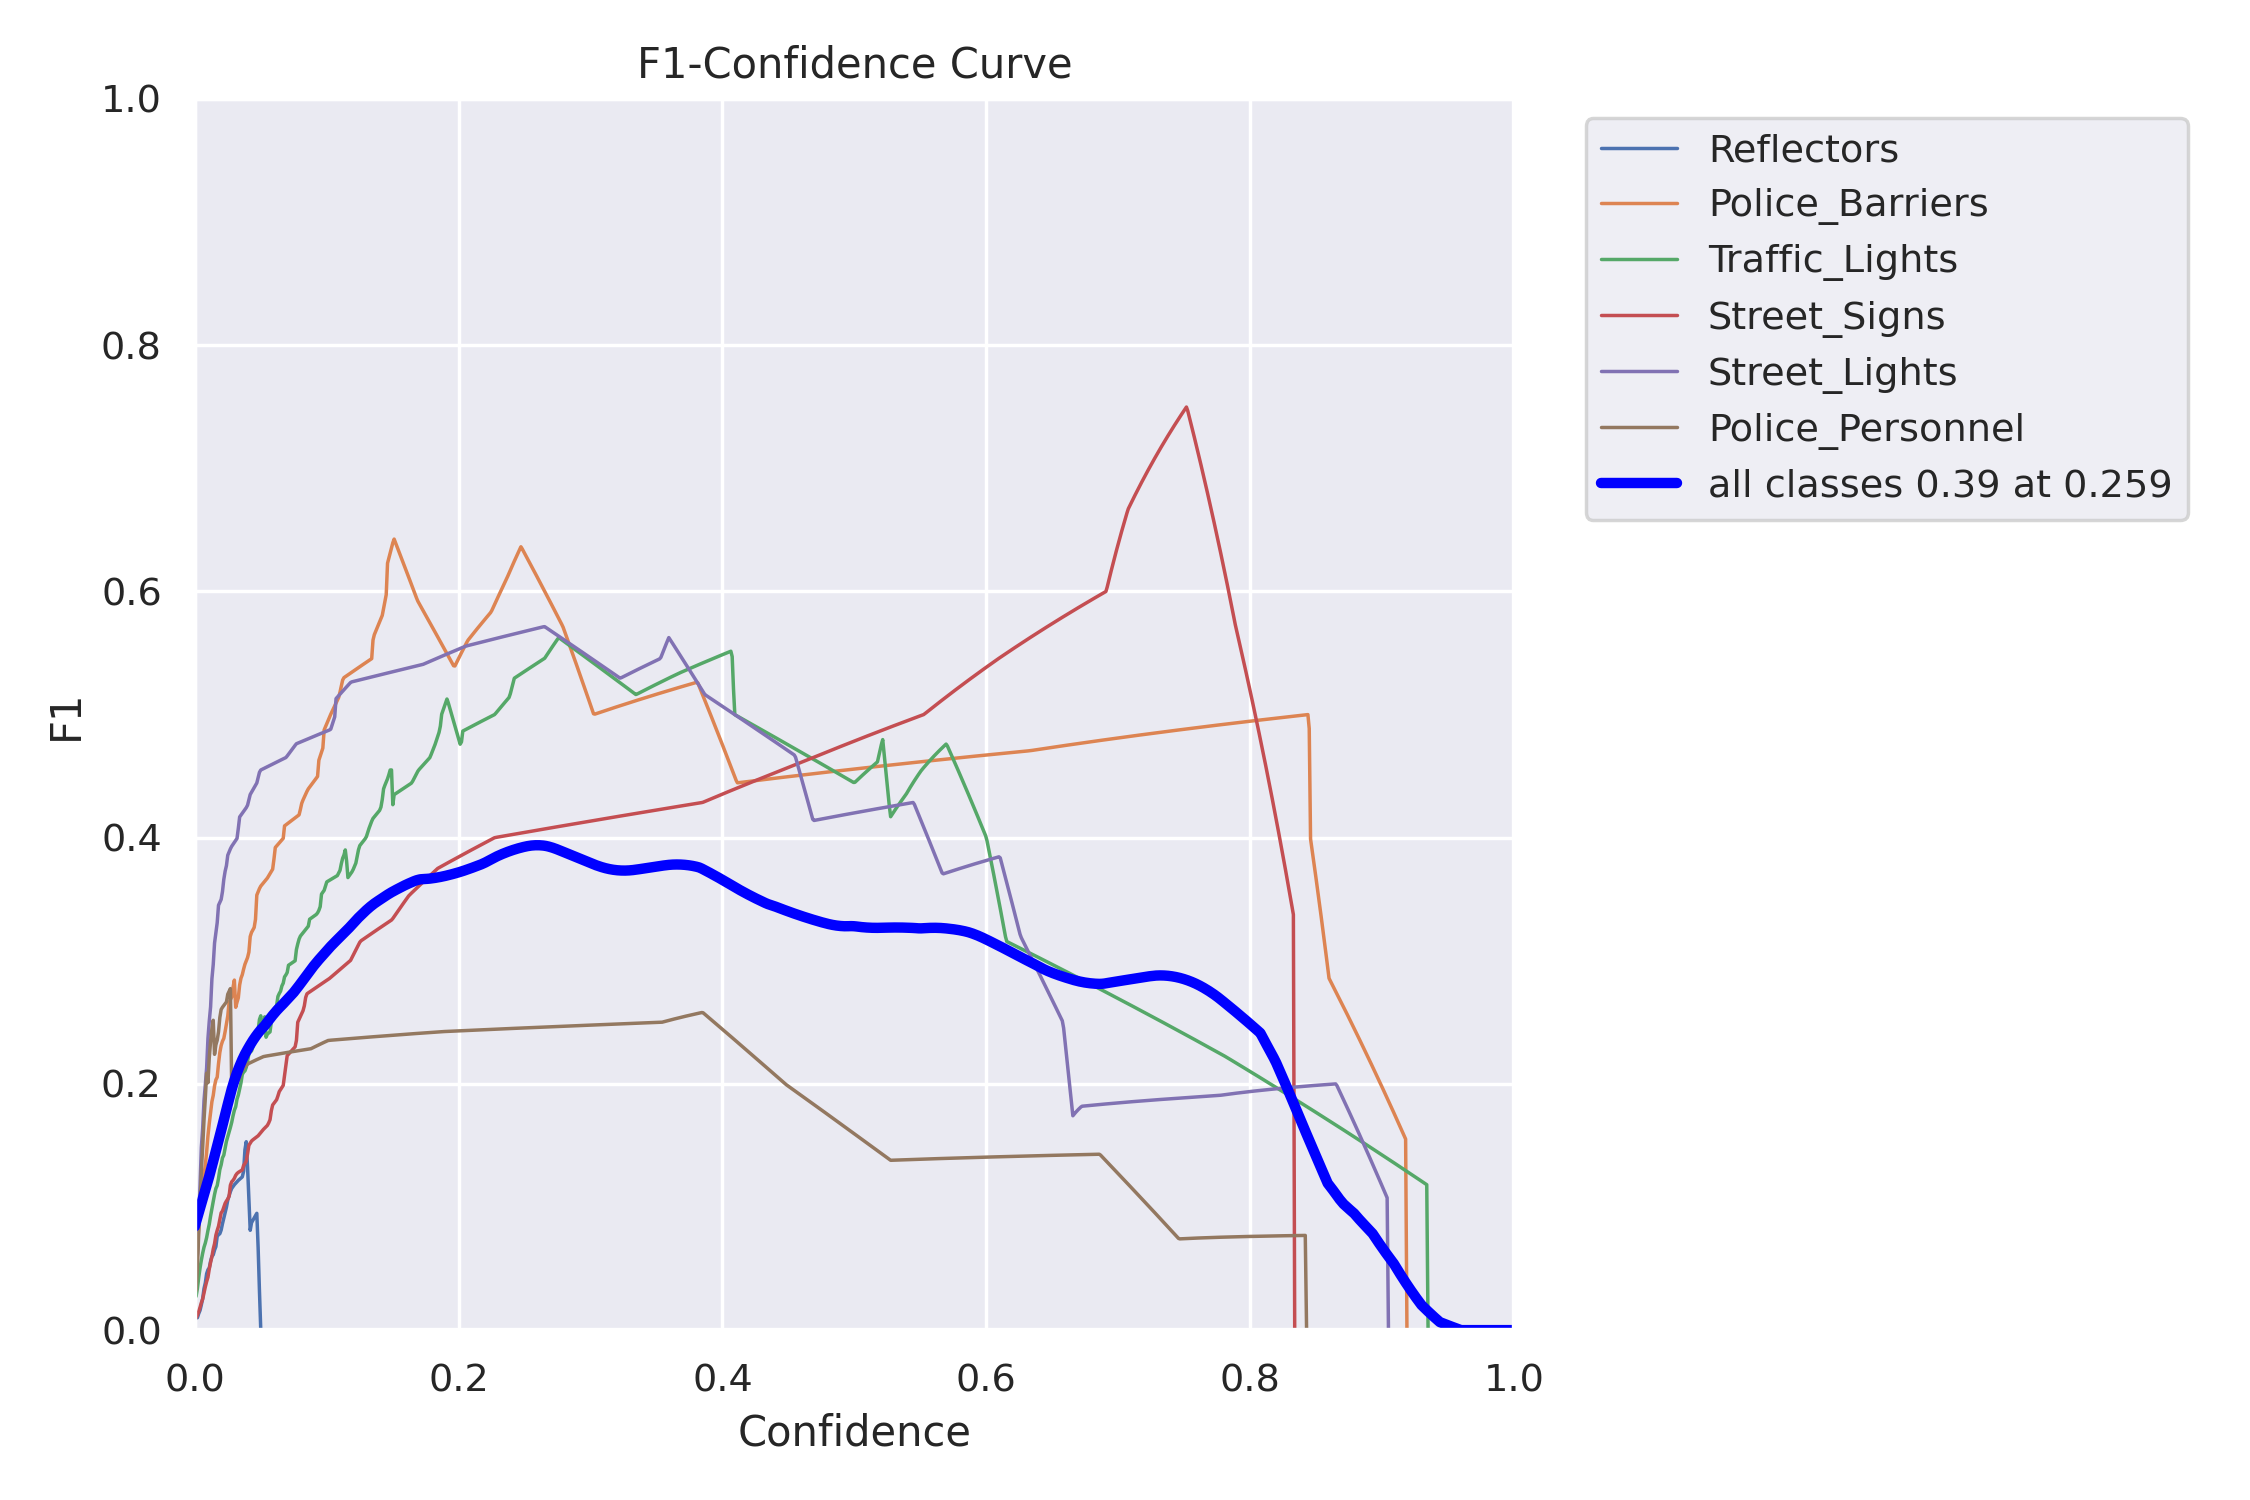 F1-Confidence Curve
1.0
0.8
0.6
0.4
0.2
0.0
F1
0.0 0.2 0.4 0.6 0.8 1.0
Confidence
Reflectors
Police_Barriers
Traffic_Lights
Street_Signs
Street_Lights
Police_Personnel
all classes 0.39 at 0.259